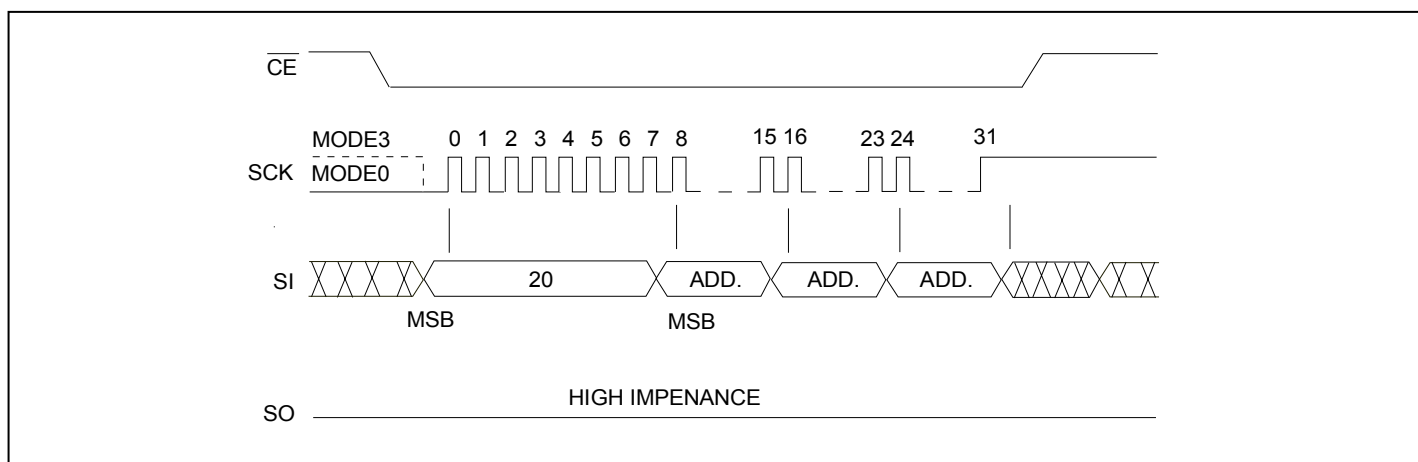 CE
MODE3 0 1 2 3 4 5 6 7 8 15 16 23 24 31
SCK MODE0
SI 20 ADD. ADD. ADD.
MSB MSB
HIGH IMPENANCE
SO